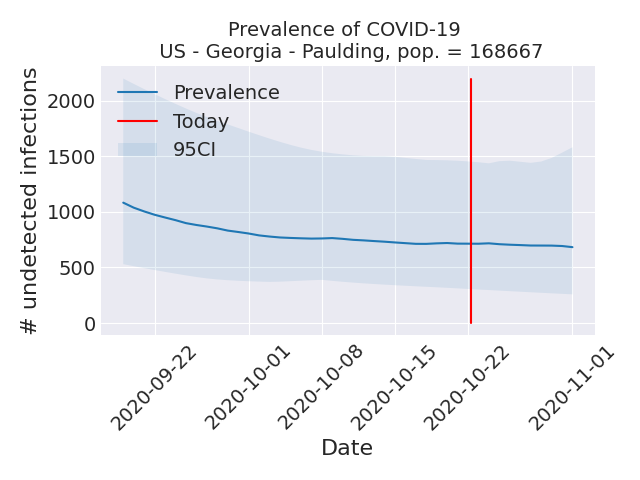 Prevalence of COVID-19
US - Georgia - Paulding, pop. = 168667
# undetected infections
2000
1500
1000
500
0
Prevalence
Today
95CI
2020-09-22
2020-10-01
2020-10-08
2020-10-15
2020-10-22
2020-11-01
Date